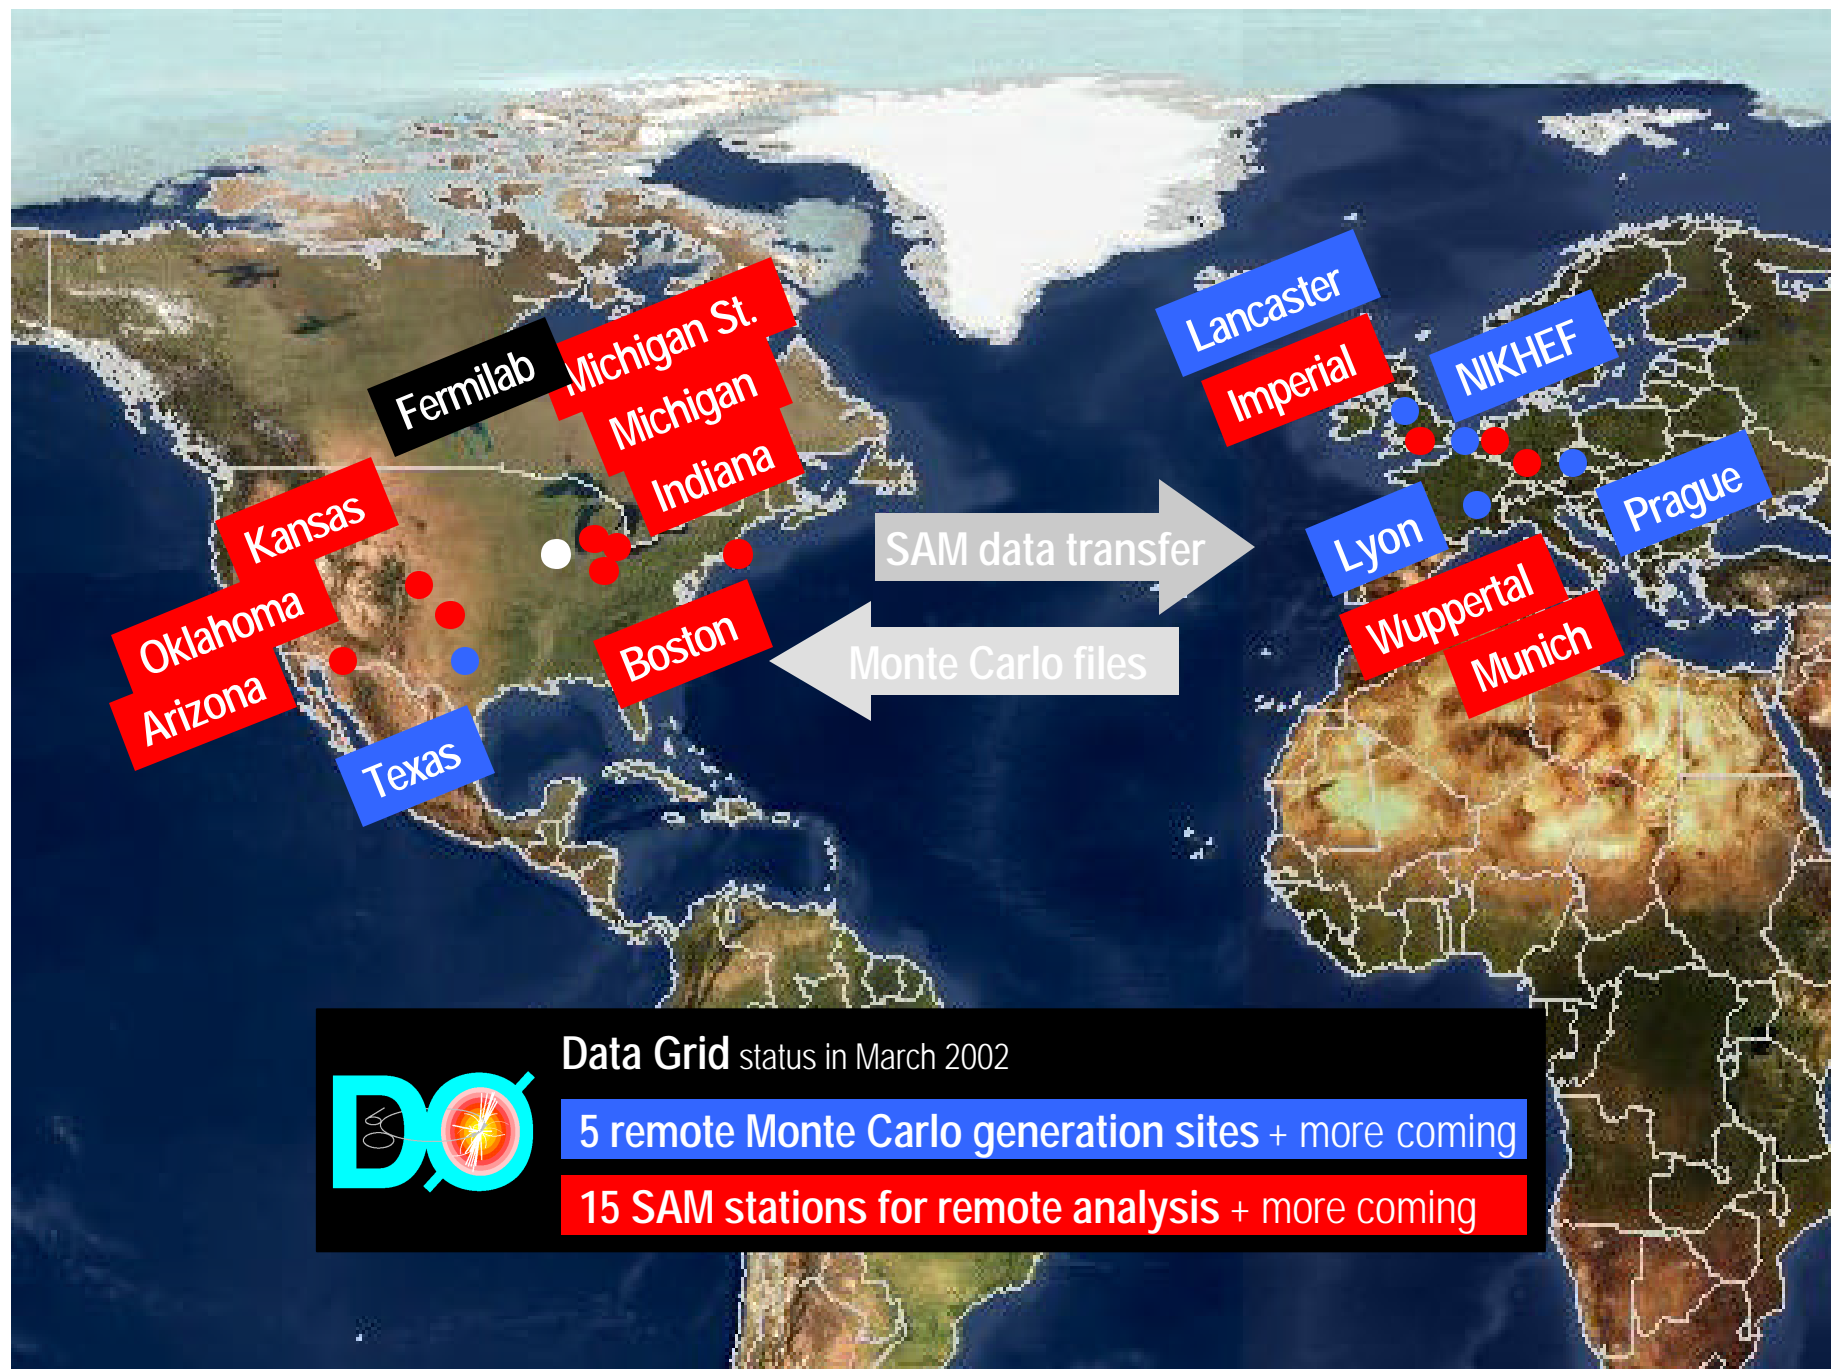 Lancaster
Michigan St.
NIKHEF
Fermilab
Imperial
Michigan
Indiana
Prague
Kansas
Lyon
SAM data transfer
Oklahoma
Wuppertal
Boston
Monte Carlo files
Munich
Arizona
Texas
DØ
Data Grid status in March 2002
5 remote Monte Carlo generation sites + more coming
15 SAM stations for remote analysis + more coming